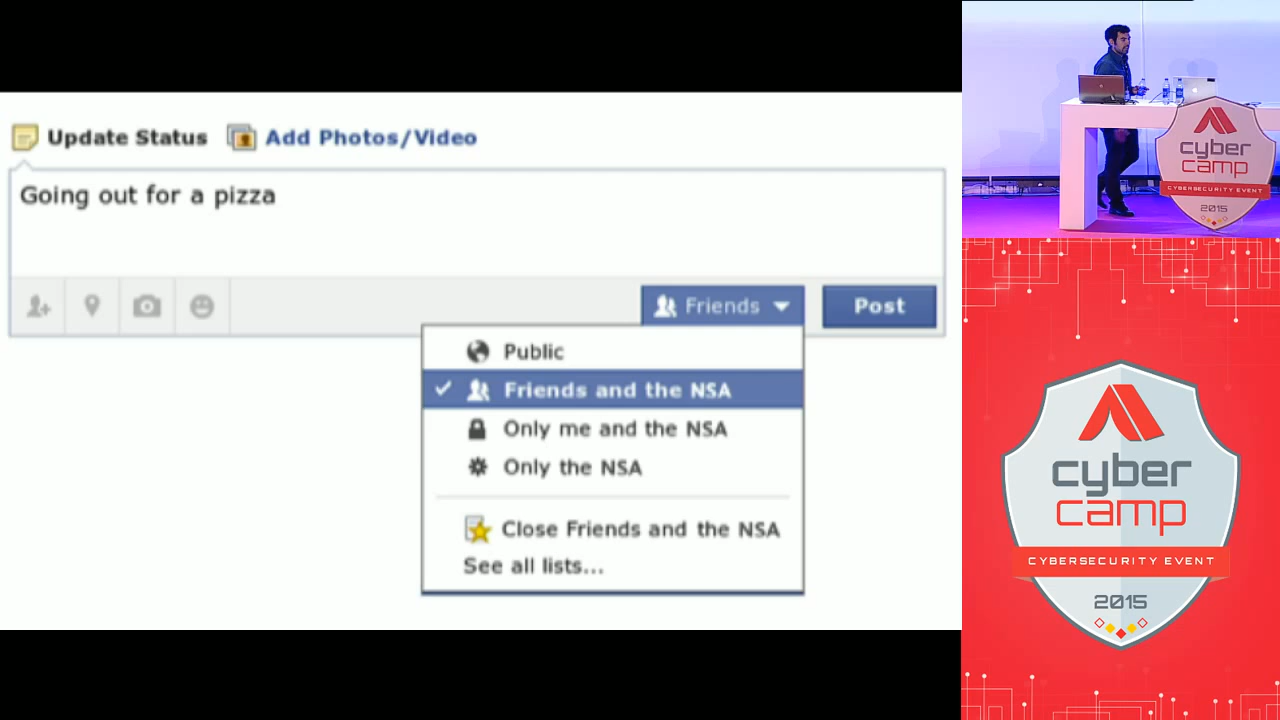 Update Status Add Photos/Video
Going out for a pizza
Friends Post
Public
Friends and the NSA
Only me and the NSA
Only the NSA
Close Friends and the NSA
See all lists...
cyber
camp
CYBERSECURITY EVENT
2015
cyber
camp
CYBERSECURITY EVENT
2015